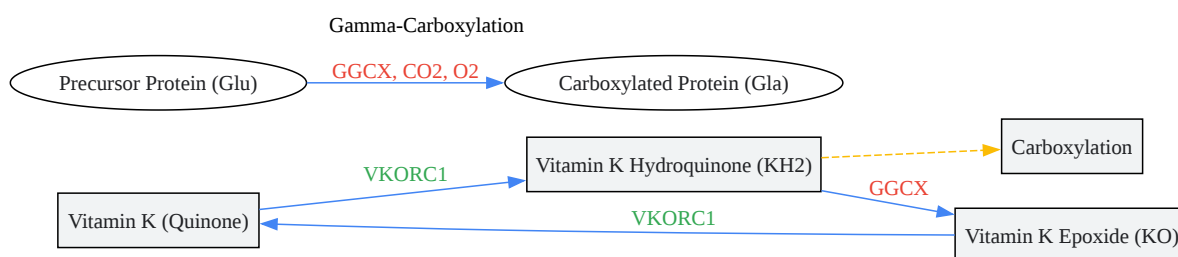 Gamma-Carboxylation
Precursor Protein (Glu)
GGCX, CO2, O2
Carboxylated Protein (Gla)
Carboxylation
Vitamin K Hydroquinone (KH2)
VKORC1
GGCX
Vitamin K (Quinone)
VKORC1
Vitamin K Epoxide (KO)